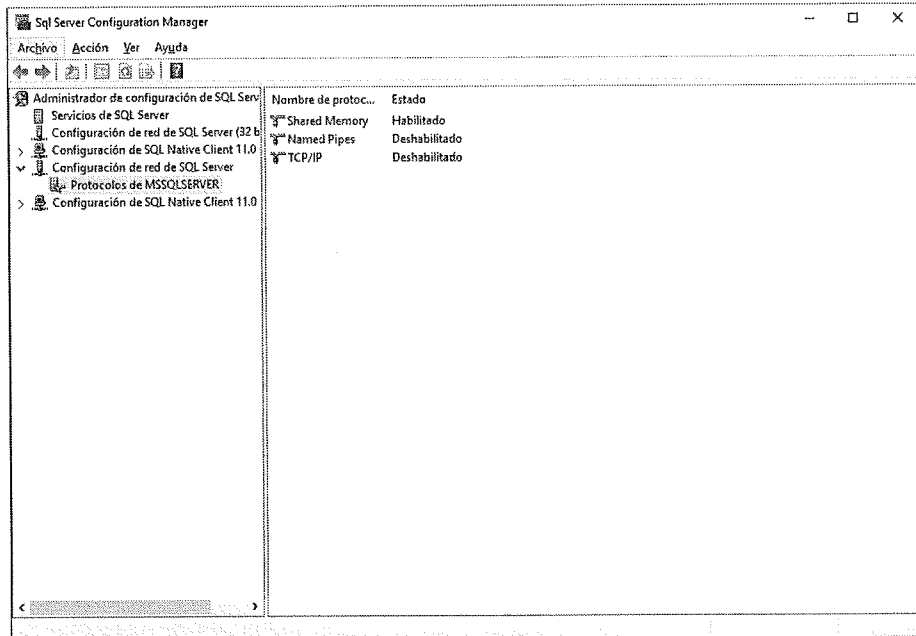 Sql Server Configuration Manager
Archivo Acción Ver Ayuda
Administrador de configuración de SQL Serv
Servicios de SQL Server
Configuración de red de SQL Server (32 b
Configuración de SQL Native Client 11.0
Configuración de red de SQL Server
Protocolos de MSSQLSERVER
Configuración de SQL Native Client 11.0
Nombre de protoc... Estado
Shared Memory Habilitado
Named Pipes Deshabilitado
TCP/IP Deshabilitado